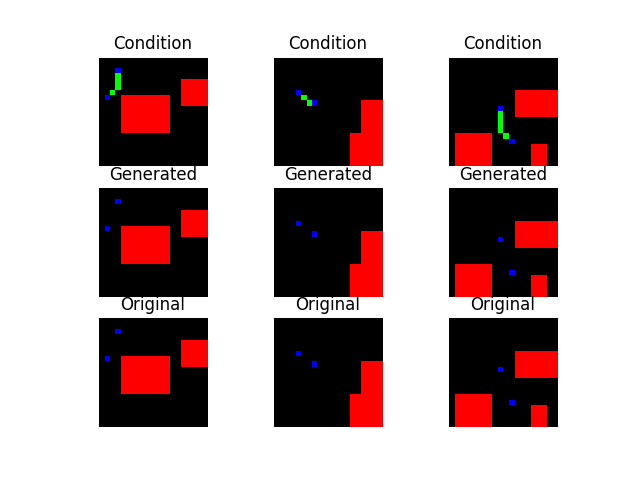 Condition Condition Condition
Generated Generated Generated
Original Original Original